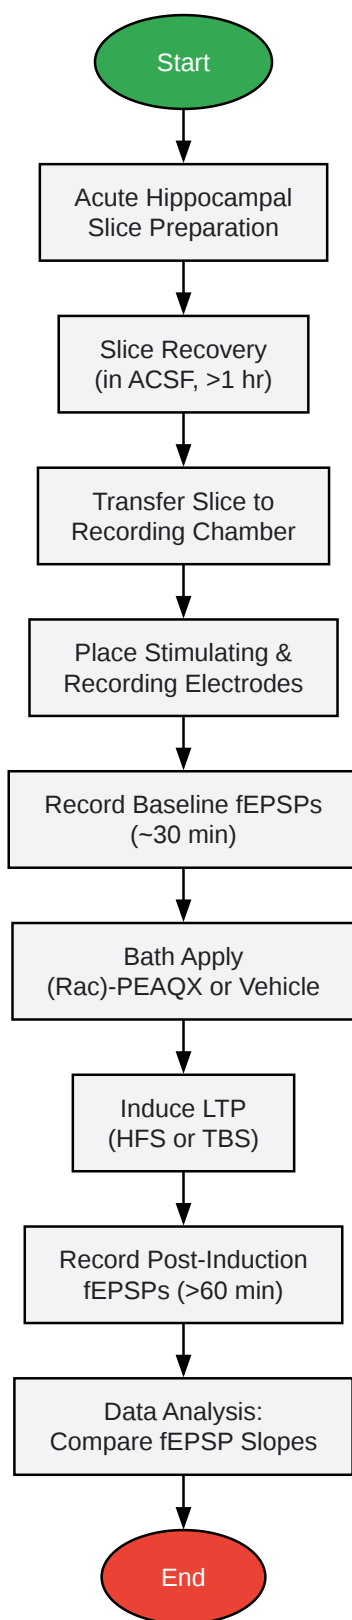 Start
Acute Hippocampal
Slice Preparation
Slice Recovery
(in ACSF, >1 hr)
Transfer Slice to
Recording Chamber
Place Stimulating &
Recording Electrodes
Record Baseline fEPSPs
(~30 min)
Bath Apply
(Rac)-PEAQX or Vehicle
Induce LTP
(HFS or TBS)
Record Post-Induction
fEPSPs (>60 min)
Data Analysis:
Compare fEPSP Slopes
End